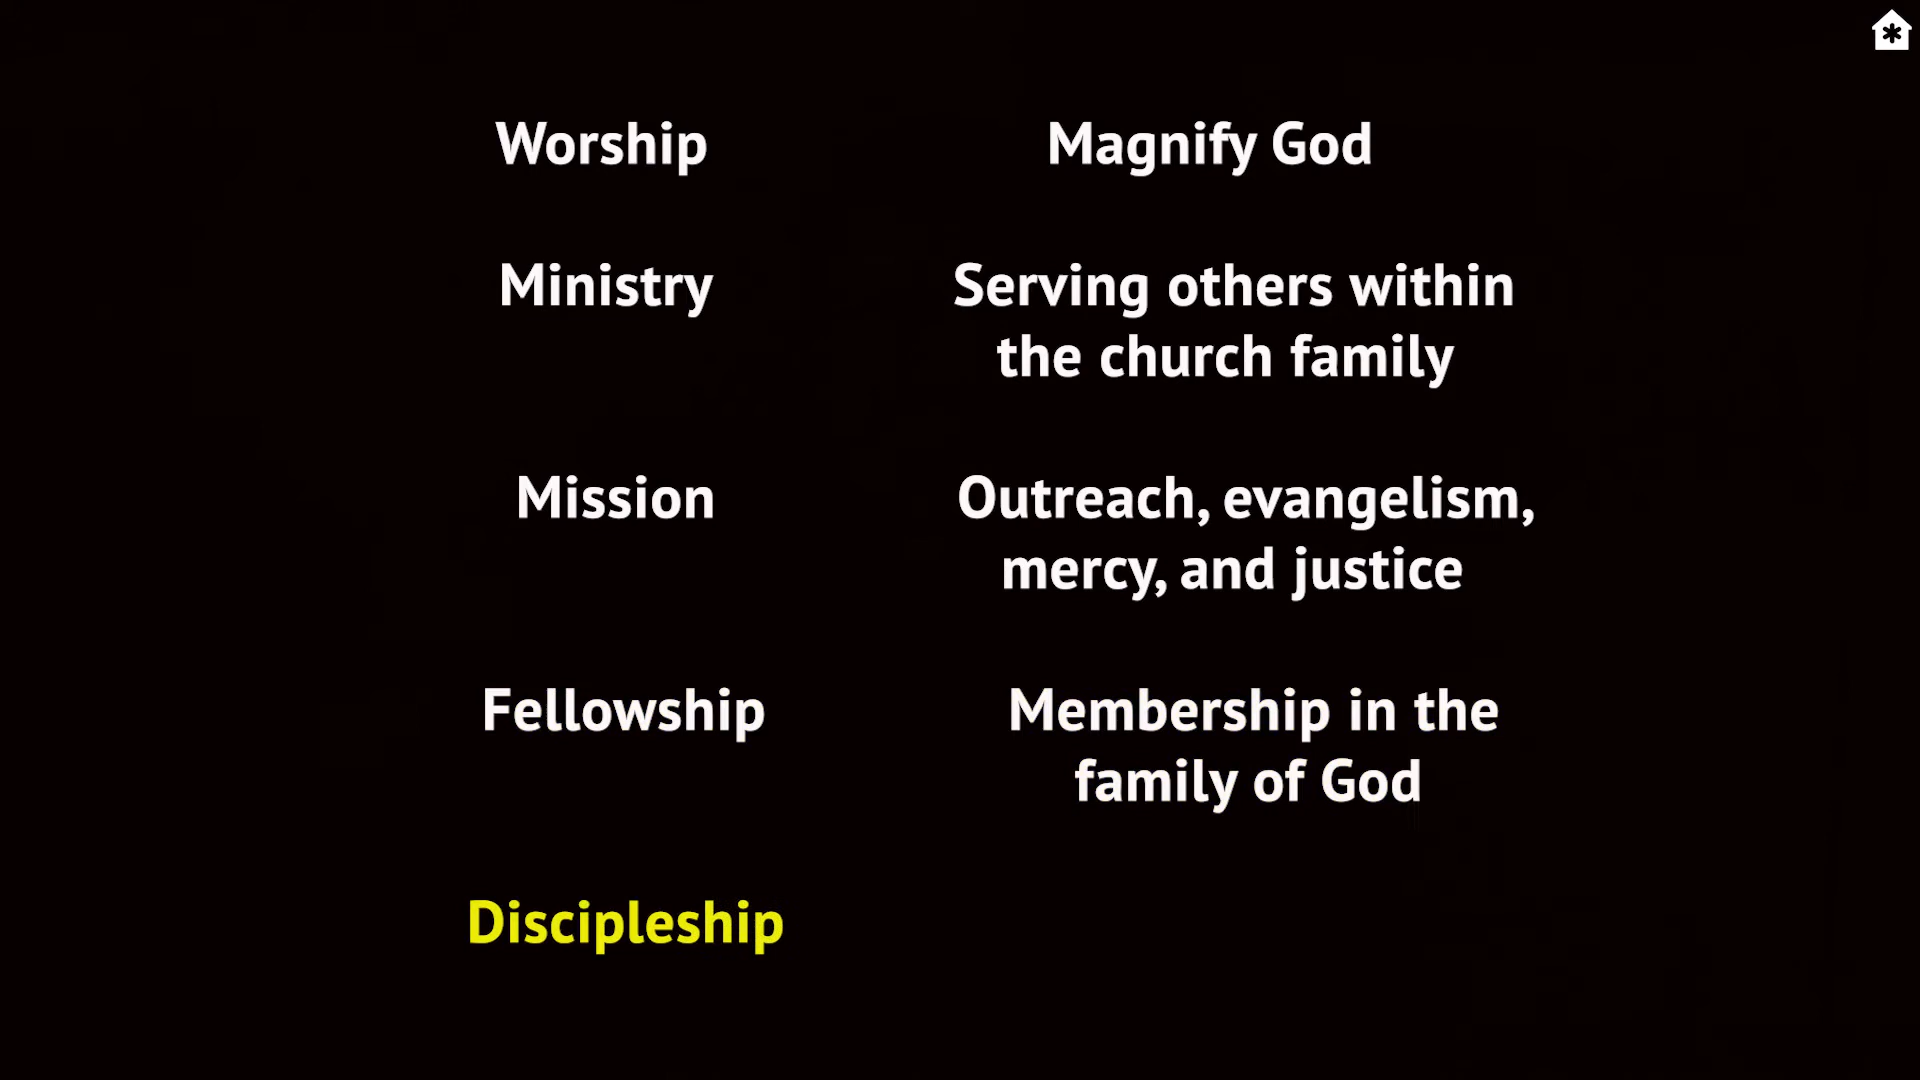 Worship Magnify God
Ministry Serving others within
the church family
Mission Outreach, evangelism,
mercy, and justice
Fellowship Membership in the
family of God
Discipleship